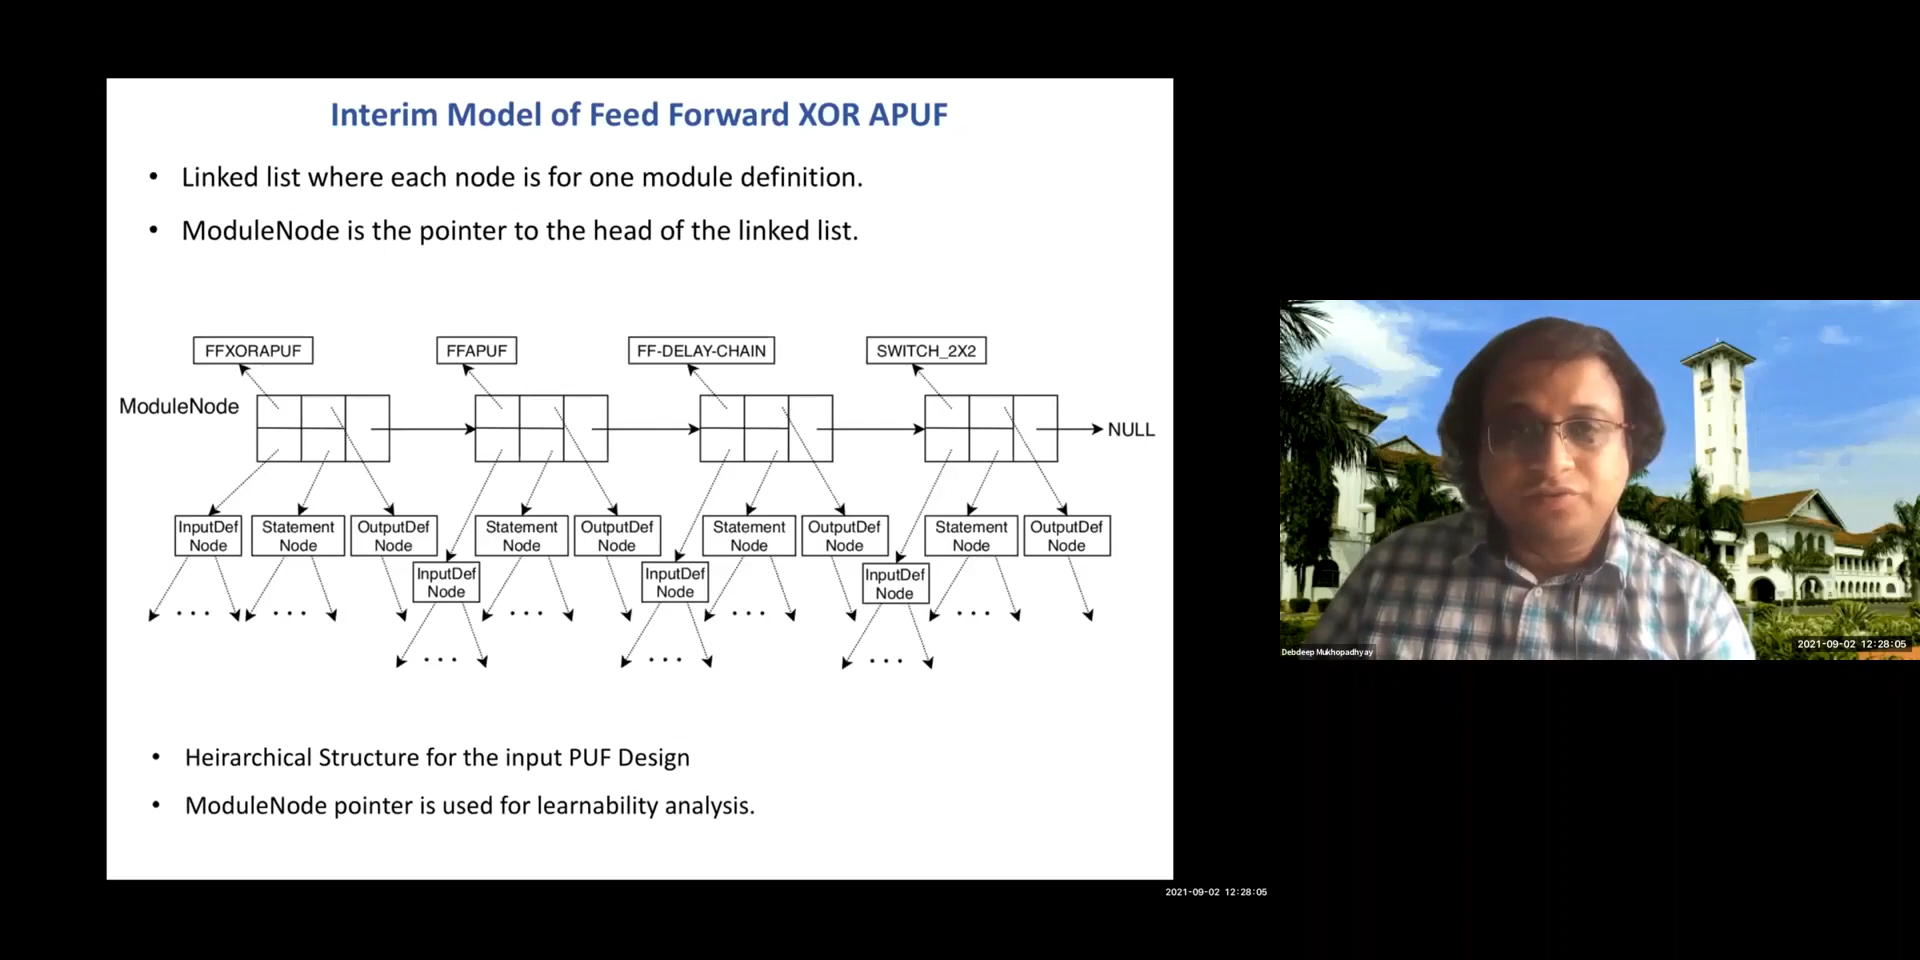 Interim Model of Feed Forward XOR APUF
• Linked list where each node is for one module definition.
• ModuleNode is the pointer to the head of the linked list.
FFXORAPUF
FFAPUF
FF-DELAY-CHAIN
SWITCH_2X2
ModuleNode
NULL
InputDef
Node
Statement
Node
OutputDef
Node
InputDef
Node
Statement
Node
OutputDef
Node
InputDef
Node
Statement
Node
OutputDef
Node
InputDef
Node
Statement
Node
OutputDef
Node
• Heirarchical Structure for the input PUF Design
• ModuleNode pointer is used for learnability analysis.
2021-09-02 12:28:05
Debdeep Mukhopadhyay
2021-09-02 12:28:05